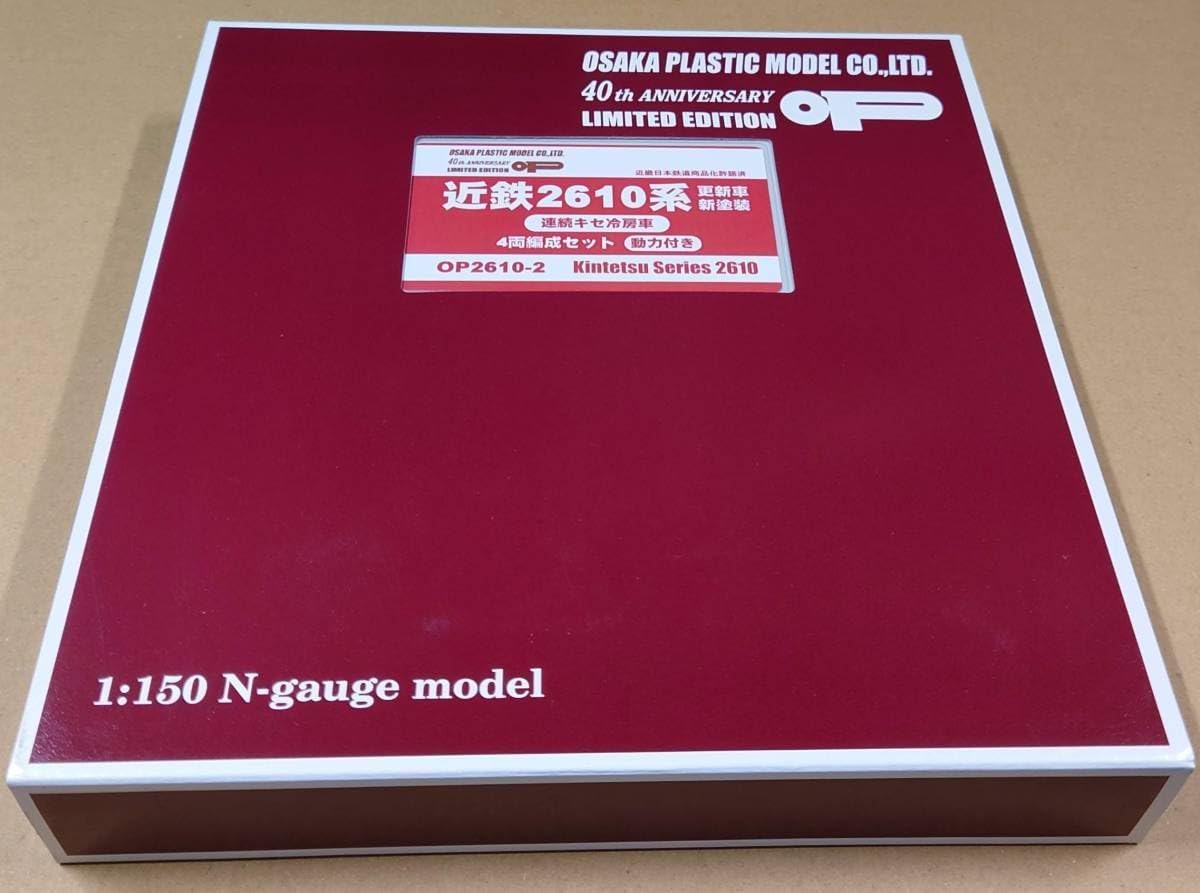 OSAKA PLASTIC MODEL CO.,LTD.
40th ANNIVERSARY
LIMITED EDITION OP
OSAKA PLASTIC MODEL CO.,LTD.
40th ANNIVERSARY
LIMITED EDITION OP
近畿日本鉄道商品化許諾済
近鉄2610系 更新車 新塗装
連続キセ冷房車
4両編成セット 動力付き
OP2610-2 Kintetsu Series 2610
1:150 N-gauge model